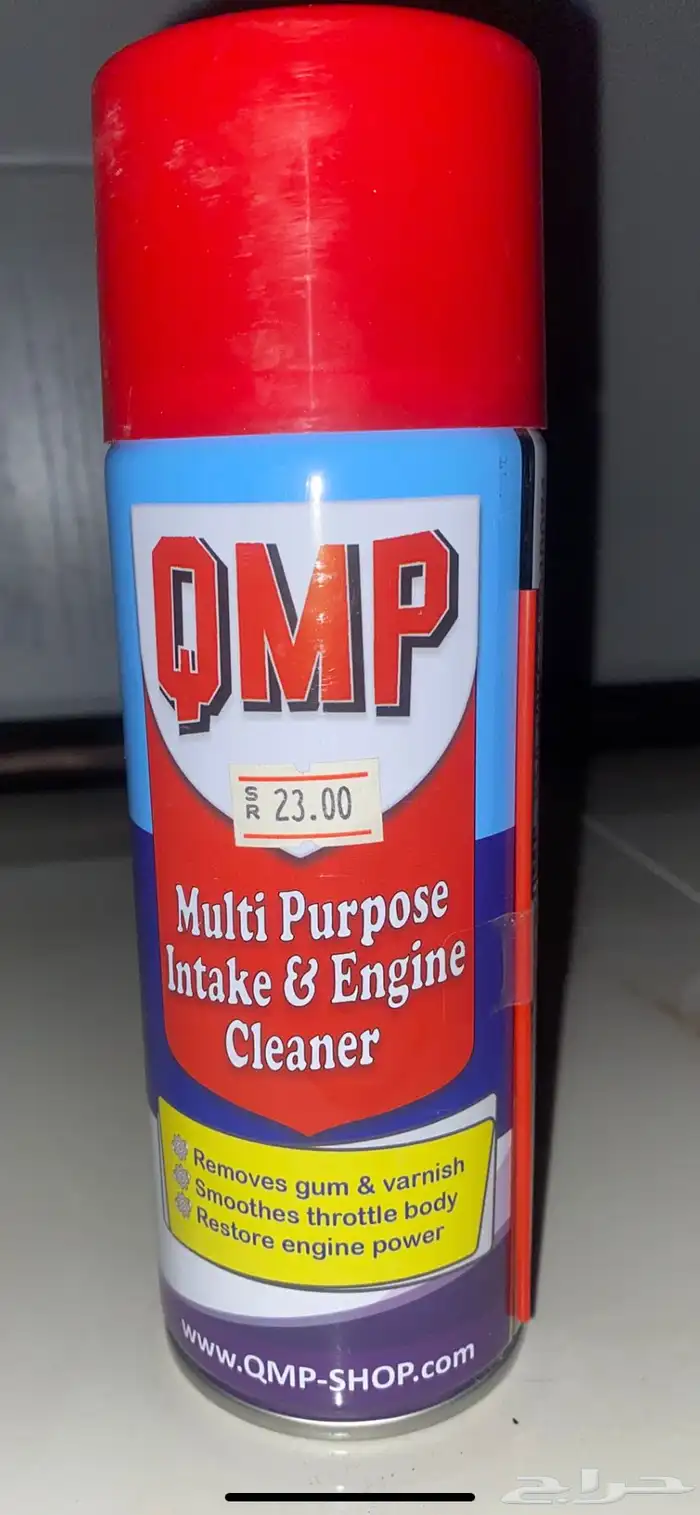 QMP
SR 23.00
Multi Purpose
Intake & Engine
Cleaner
Removes gum & varnish
Smoothes throttle body
Restore engine power
www.QMP-SHOP.com
حراج